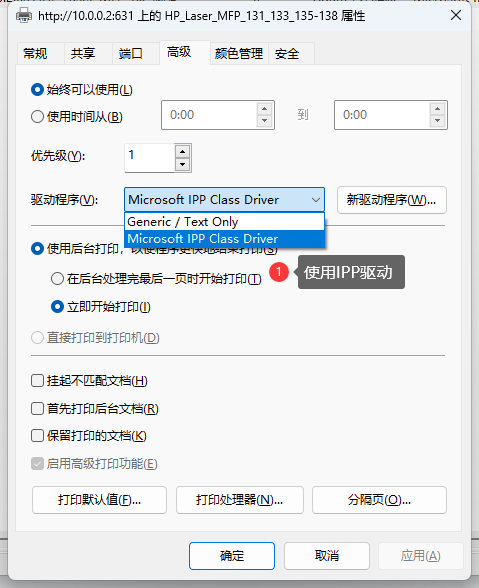 http://10.0.0.2:631 上的 HP_Laser_MFP_131_133_135-138 属性
常规 共享 端口 高级 颜色管理 安全
始终可以使用(L)
使用时间从(B) 0:00 到 0:00
优先级(Y): 1
驱动程序(V): Microsoft IPP Class Driver 新驱动程序(W)...
Generic / Text Only
Microsoft IPP Class Driver
使用后台打印，以便程序更快地结束打印(S)
在后台处理完最后一页时开始打印(T)
1 使用IPP驱动
立即开始打印(I)
直接打印到打印机(D)
挂起不匹配文档(H)
首先打印后台文档(R)
保留打印的文档(K)
启用高级打印功能(E)
打印默认值(F)... 打印处理器(N)... 分隔页(O)...
确定 取消 应用(A)